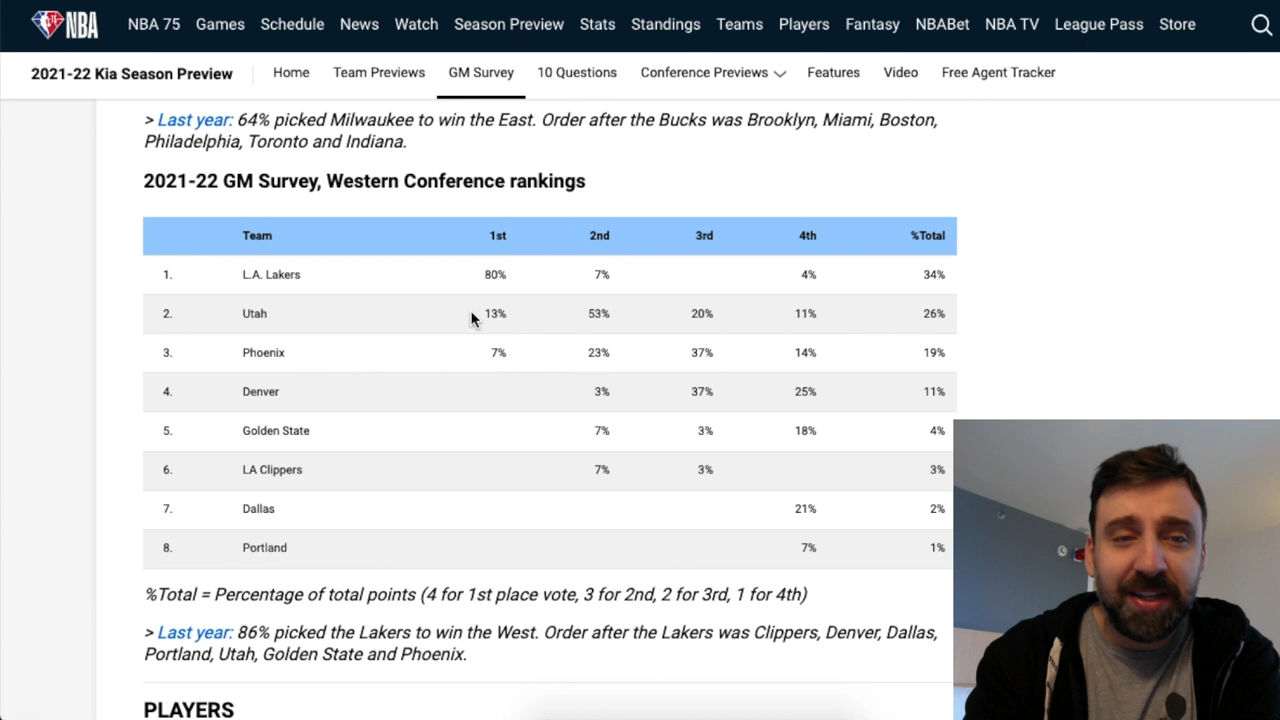 NBA NBA 75 Games Schedule News Watch Season Preview Stats Standings Teams Players Fantasy NBABet NBA TV League Pass Store
2021-22 Kia Season Preview Home Team Previews GM Survey 10 Questions Conference Previews Features Video Free Agent Tracker
> Last year: 64% picked Milwaukee to win the East. Order after the Bucks was Brooklyn, Miami, Boston,
Philadelphia, Toronto and Indiana.
2021-22 GM Survey, Western Conference rankings
Team 1st 2nd 3rd 4th %Total
1. L.A. Lakers 80% 7% 4% 34%
2. Utah 13% 53% 20% 11% 26%
3. Phoenix 7% 23% 37% 14% 19%
4. Denver 3% 37% 25% 11%
5. Golden State 7% 3% 18% 4%
6. LA Clippers 7% 3% 3%
7. Dallas 21% 2%
8. Portland 7% 1%
%Total = Percentage of total points (4 for 1st place vote, 3 for 2nd, 2 for 3rd, 1 for 4th)
> Last year: 86% picked the Lakers to win the West. Order after the Lakers was Clippers, Denver, Dallas,
Portland, Utah, Golden State and Phoenix.
PLAYERS